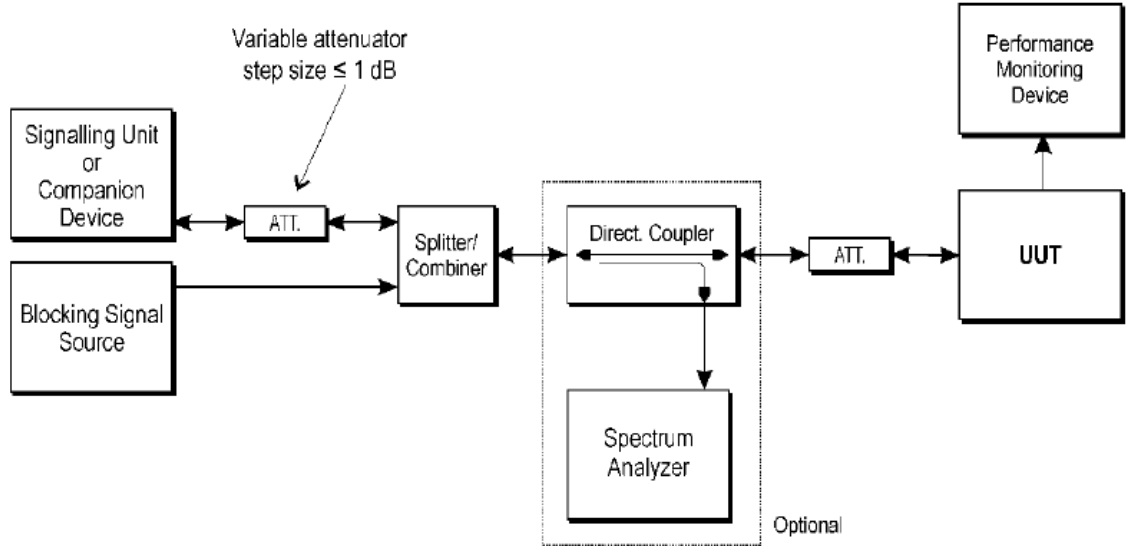 Variable attenuator
step size ≤ 1 dB
Performance
Monitoring
Device
Signalling Unit
or
Companion
Device
ATT.
Splitter/
Combiner
Direct. Coupler
ATT.
UUT
Blocking Signal
Source
Spectrum
Analyzer
Optional